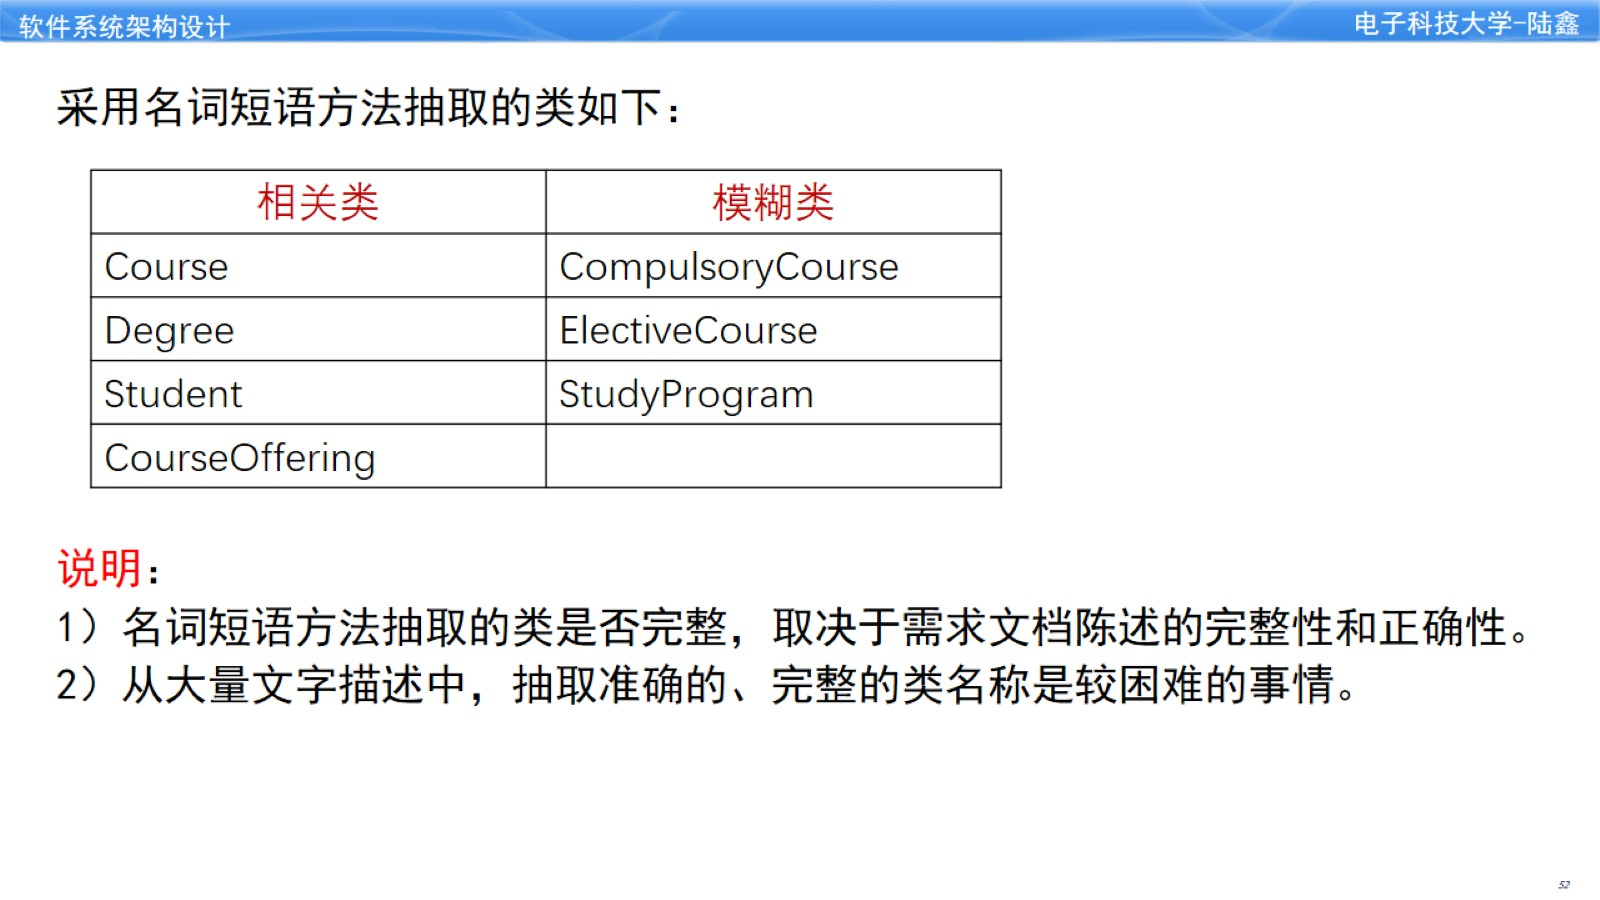 软件系统架构设计
电子科技大学-陆鑫
采用名词短语方法抽取的类如下：
相关类 模糊类
Course CompulsoryCourse
Degree ElectiveCourse
Student StudyProgram
CourseOffering
说明：
1）名词短语方法抽取的类是否完整，取决于需求文档陈述的完整性和正确性。
2）从大量文字描述中，抽取准确的、完整的类名称是较困难的事情。
52